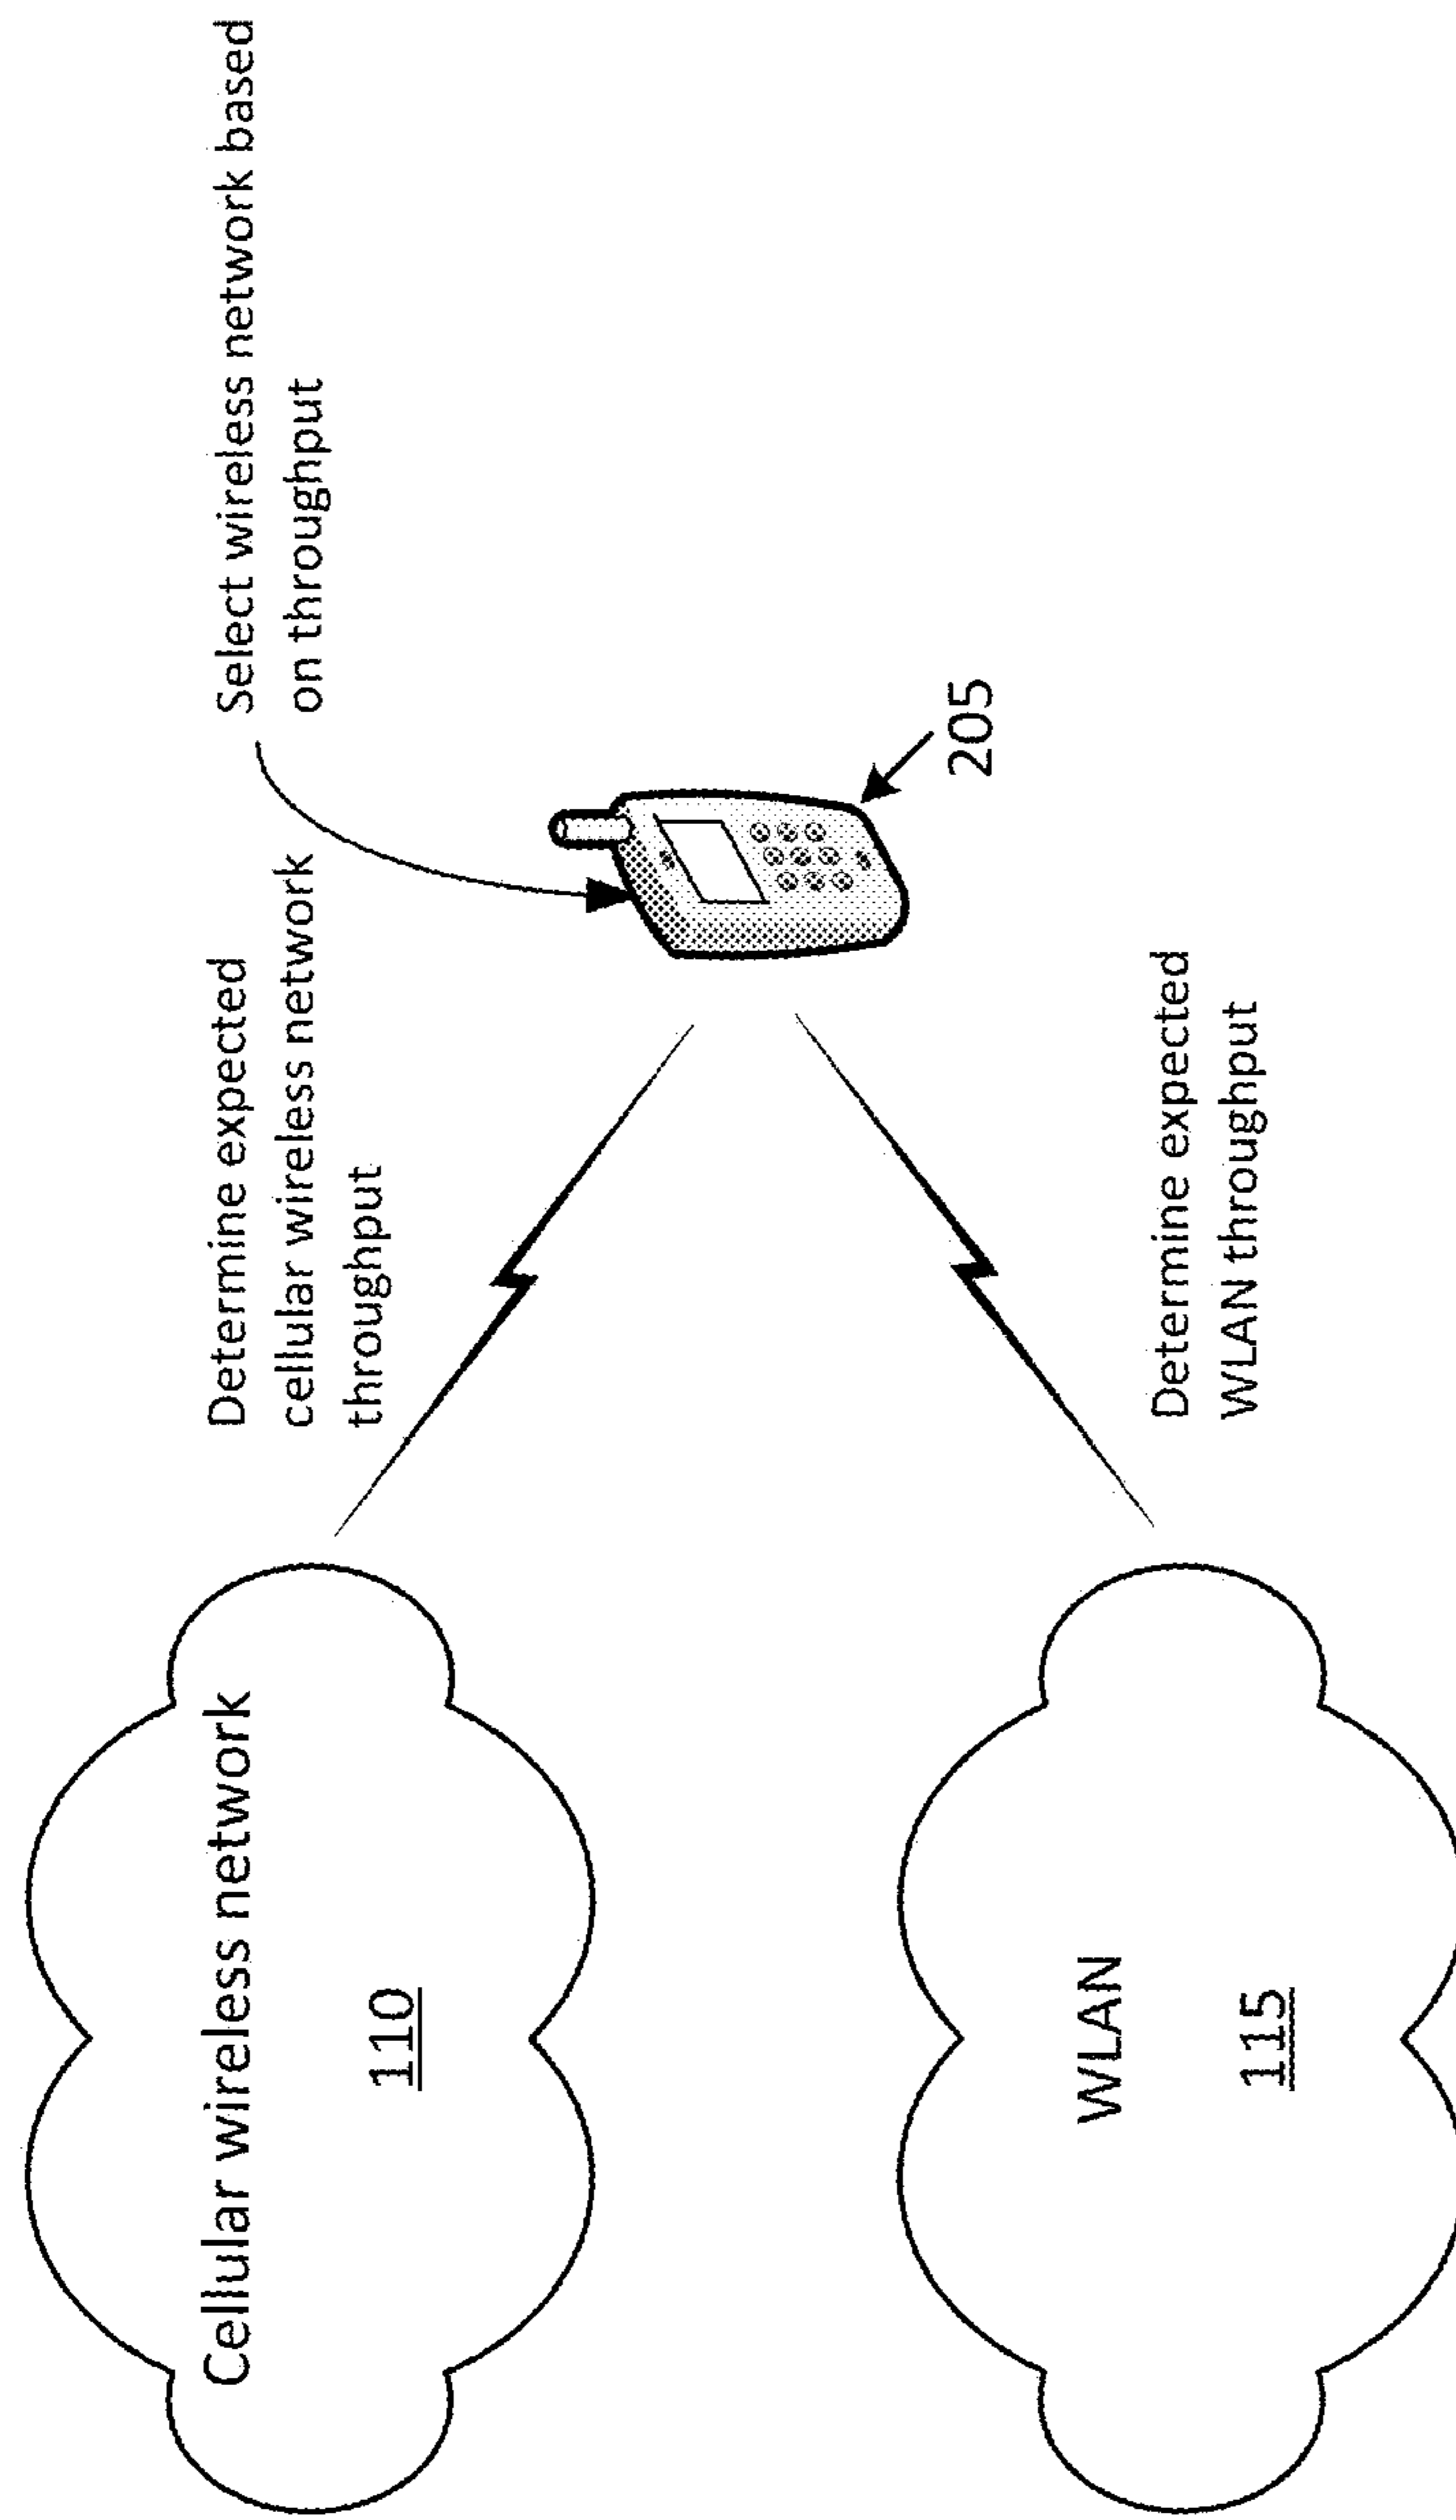 Cellular wireless network
110
Determine expected
cellular wireless network
throughput
Select wireless network based
on throughput
205
WLAN
115
Determine expected
WLAN throughput